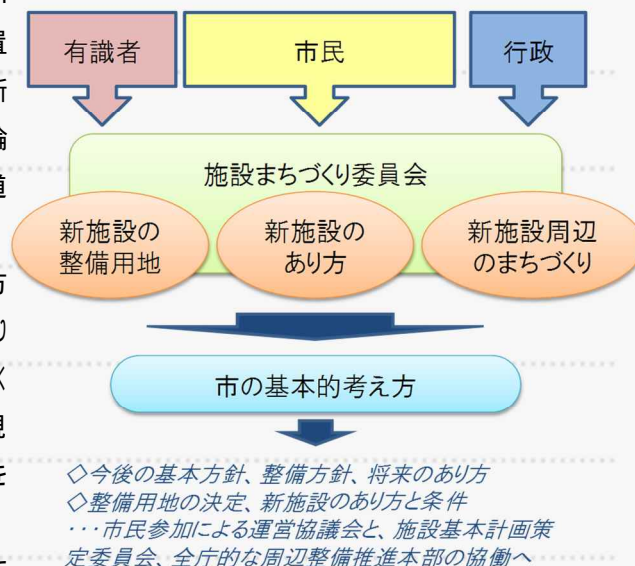 有識者
市民
行政
施設まちづくり委員会
新施設の
整備用地
新施設の
あり方
新施設周辺
のまちづくり
市の基本的考え方
◇今後の基本方針、整備方針、将来のあり方
◇整備用地の決定、新施設のあり方と条件
・・・市民参加による運営協議会と、施設基本計画策
定委員会、全庁的な周辺整備推進本部の協働へ